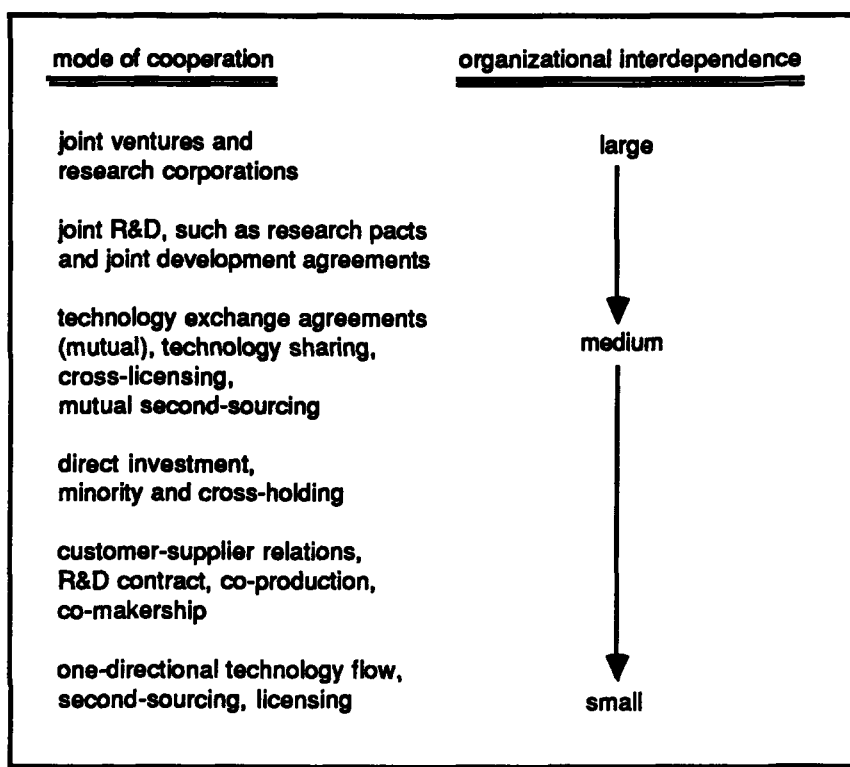 mode of cooperation
organizational interdependence
joint ventures and
research corporations
large
joint R&D, such as research pacts
and joint development agreements
technology exchange agreements
(mutual), technology sharing,
cross-licensing,
mutual second-sourcing
medium
direct investment,
minority and cross-holding
customer-supplier relations,
R&D contract, co-production,
co-makership
one-directional technology flow,
second-sourcing, licensing
small